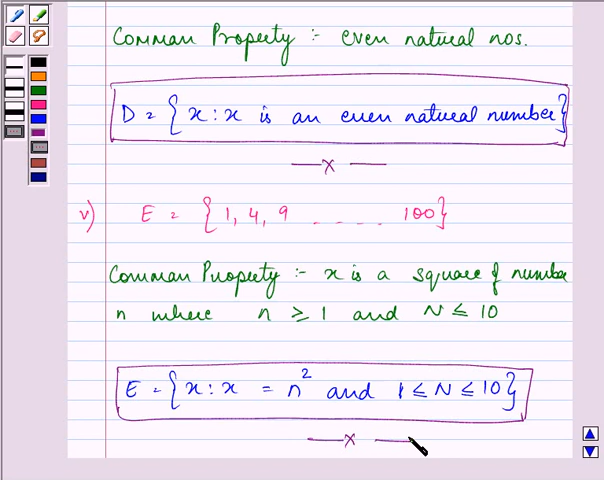 Common Property :- even natural nos.
D = { x : x is an even natural number}
—x—
v) E = { 1, 4, 9 ..... 100}
Common Property :- x is a square of number
n where n ≥ 1 and N ≤ 10
E = {x : x = n² and 1 ≤ N ≤ 10}
—x—